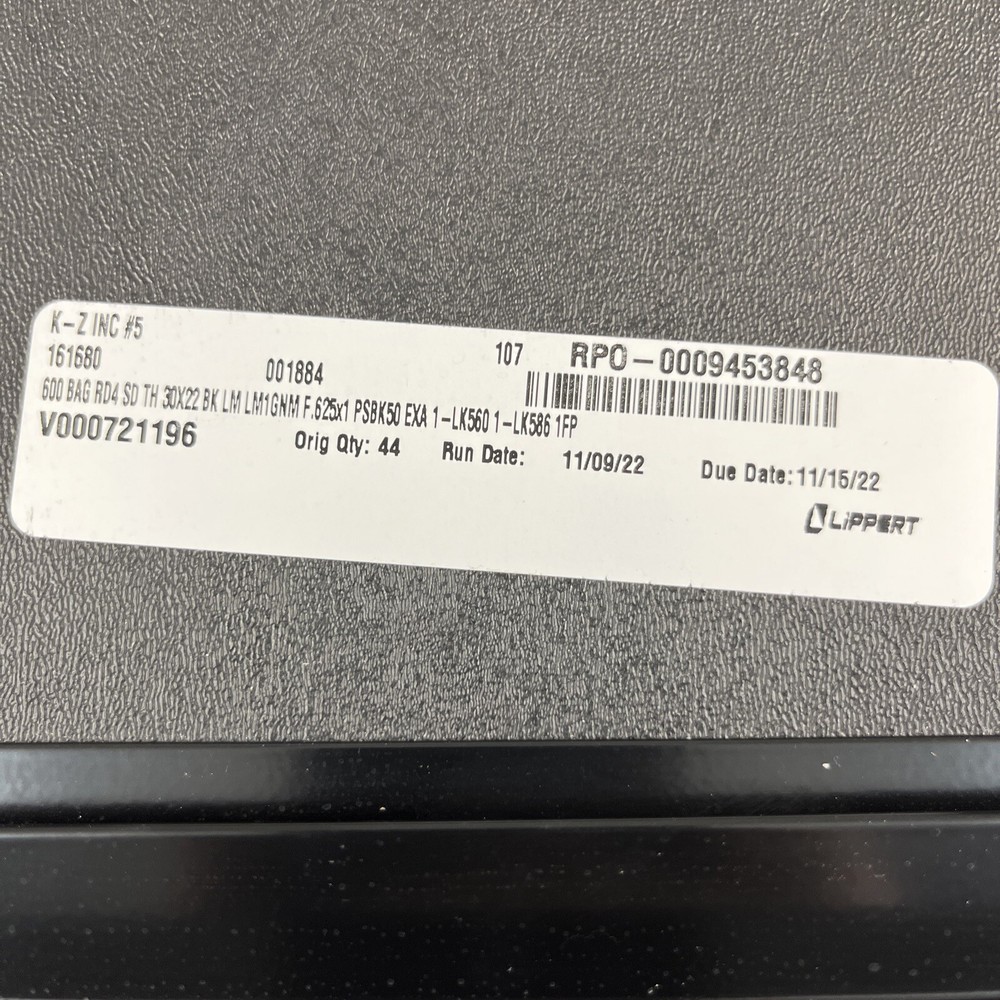 K-Z INC #5
161680 001884 107 RPO-0009453848
600 BAG RD4 SD TH 30X22 BK LM LM1GNM F.625x1 PSBK50 EXA 1-LK560 1-LK586 1FP
V000721196 Orig Qty: 44 Run Date: 11/09/22 Due Date:11/15/22
LIPPERT